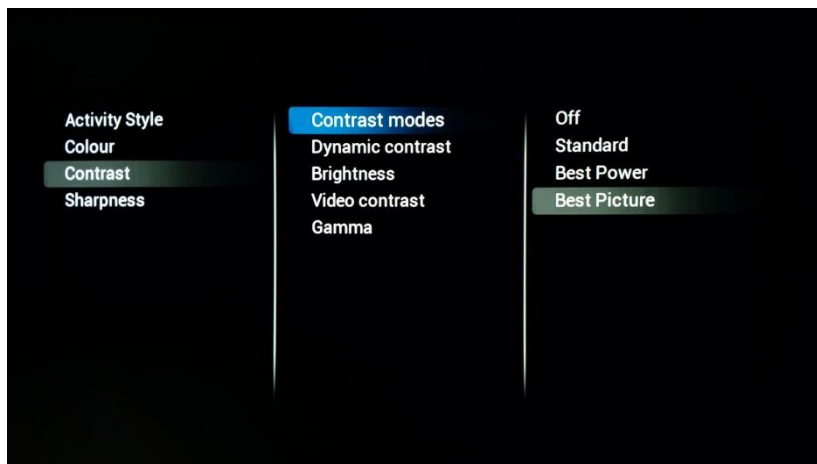 Activity Style
Colour
Contrast
Sharpness
Contrast modes
Dynamic contrast
Brightness
Video contrast
Gamma
Off
Standard
Best Power
Best Picture